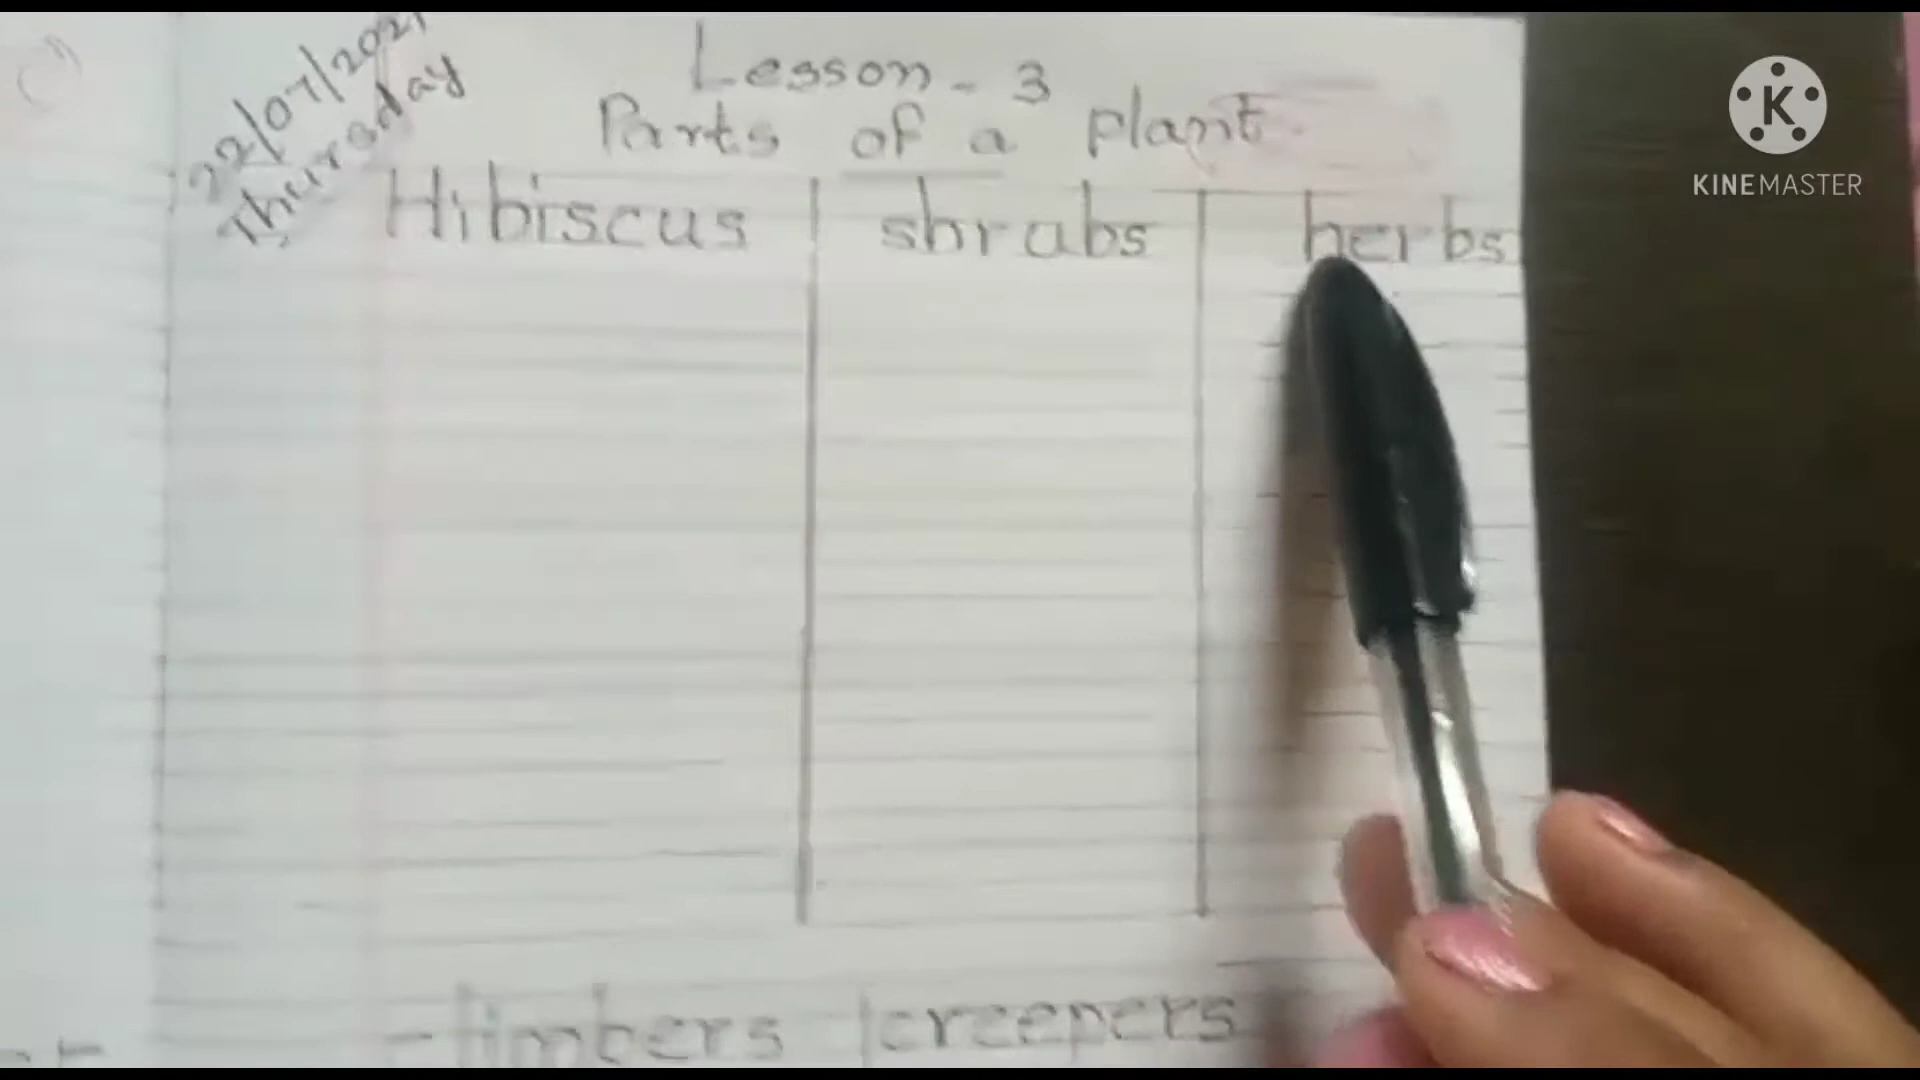 22/07/2021
Thursday
Lesson - 3
Parts of a plant
Hibiscus shrubs herbs
climbers creepers
KINEMASTER